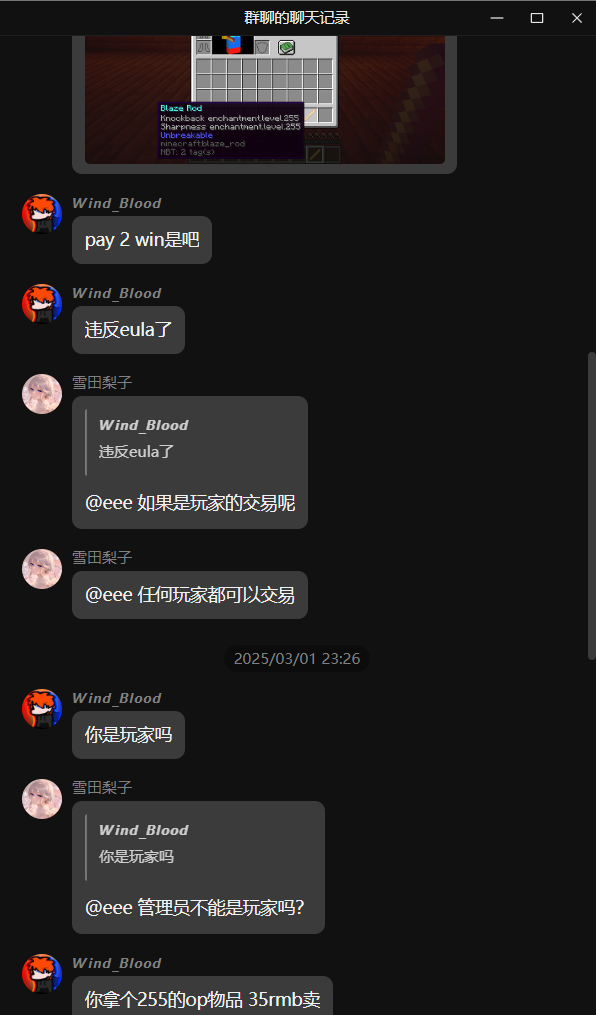 群聊的聊天记录
Blaze Rod
Knockback enchantment.level.255
Sharpness enchantment.level.255
Unbreakable
minecraft:blaze_rod
NBT: 2 tag(s)
Wind_Blood
pay 2 win是吧
Wind_Blood
违反eula了
雪田梨子
Wind_Blood
违反eula了
@eee 如果是玩家的交易呢
雪田梨子
@eee 任何玩家都可以交易
2025/03/01 23:26
Wind_Blood
你是玩家吗
雪田梨子
Wind_Blood
你是玩家吗
@eee 管理员不能是玩家吗?
Wind_Blood
你拿个255的op物品 35rmb卖